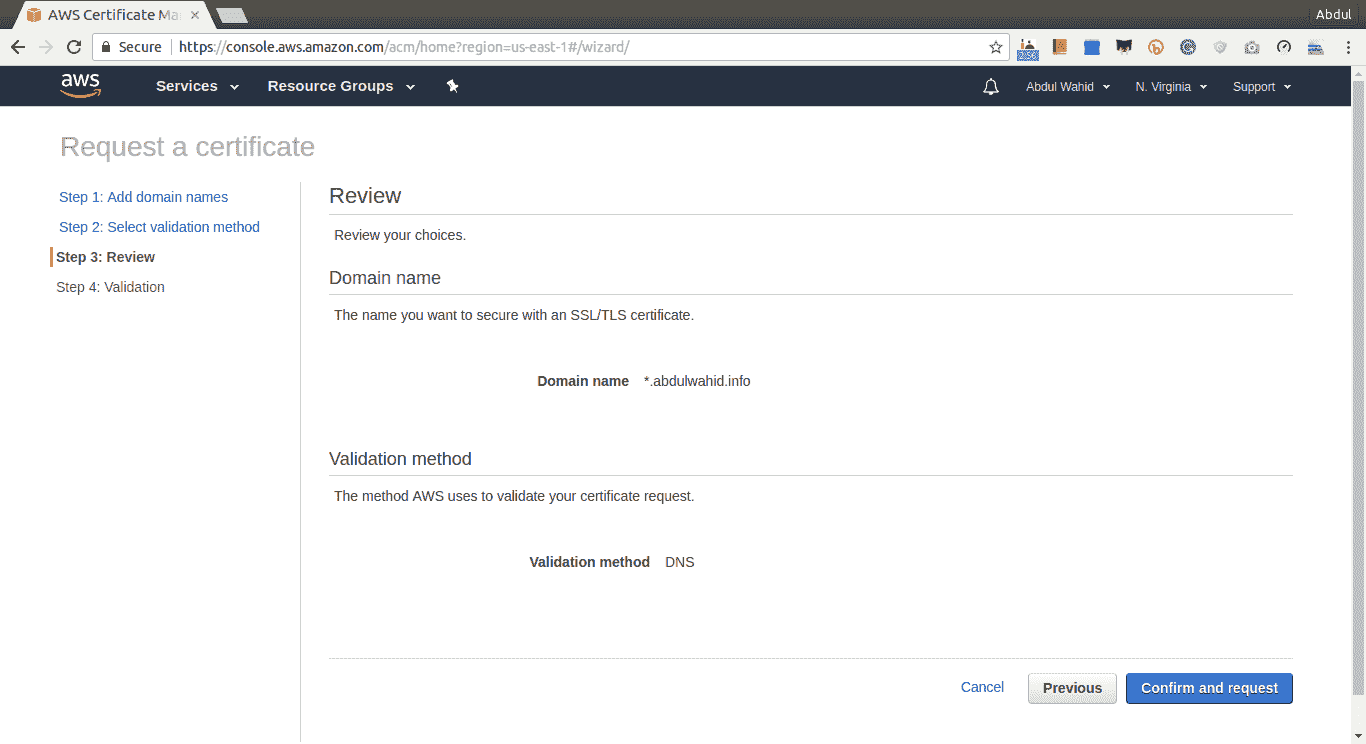 AWS Certificate Ma
Abdul
Secure https://console.aws.amazon.com/acm/home?region=us-east-1#/wizard/
aws Services Resource Groups Abdul Wahid N. Virginia Support
Request a certificate
Step 1: Add domain names
Step 2: Select validation method
Step 3: Review
Step 4: Validation
Review
Review your choices.
Domain name
The name you want to secure with an SSL/TLS certificate.
Domain name *.abdulwahid.info
Validation method
The method AWS uses to validate your certificate request.
Validation method DNS
Cancel Previous Confirm and request